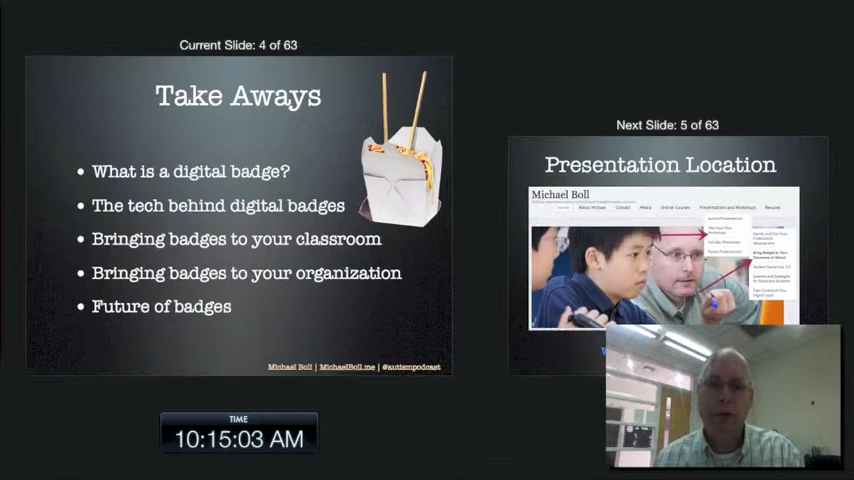 Current Slide: 4 of 63
Take Aways
• What is a digital badge?
• The tech behind digital badges
• Bringing badges to your classroom
• Bringing badges to your organization
• Future of badges
Michael Boll | MichaelBoll.me | @autismpodcast
TIME
10:15:03 AM
Next Slide: 5 of 63
Presentation Location
Michael Boll
Home About Michael Contact Media Online Courses Presentations and Workshops Resume